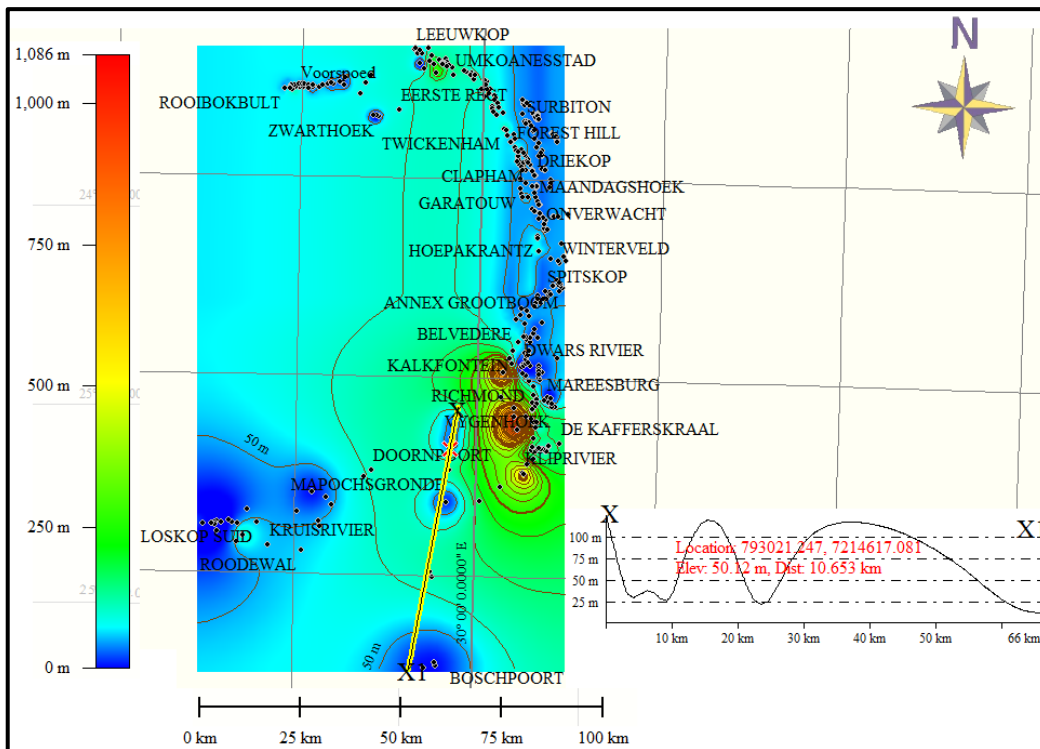 N
LEEUWKOP
1,086 m
UMKOANESSTAD
Voorspoed
1,000 m
ROOIBOKBULT
EERSTE REGT
SURBITON
ZWARTHOEK
FOREST HILL
TWICKENHAM
DRIEKOP
CLAPHAM
MAANDAGSHOEK
GARATOUW
ONVERWACHT
750 m
HOEPAKRANTZ
WINTERVELD
SPITSKOP
ANNEX GROOTBOOM
BELVEDERE
DWARS RIVIER
KALKFONTEIN
500 m
MAREESBURG
RICHMOND
X
VYGENHOEK
DE KAFFERSKRAAL
50 m
DOORNPOORT
KLIPRIVIER
MAPOCHSGRONDE
250 m
KRUISRIVIER
LOSKOP SUID
ROODEWAL
30° 00' 0.0000" E
50 m
0 m
X1
BOSCHPOORT
X
X1
100 m
75 m
50 m
25 m
Location: 793021.247, 7214617.081
Elev: 50.12 m, Dist: 10.653 km
10 km 20 km 30 km 40 km 50 km 66 km
0 km 25 km 50 km 75 km 100 km